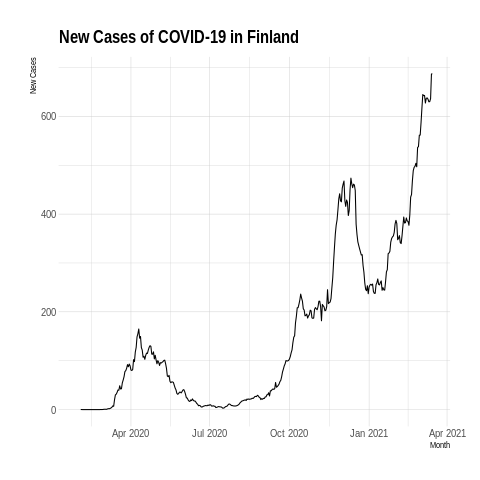 New Cases of COVID-19 in Finland
New Cases
600
400
200
0
Apr 2020
Jul 2020
Oct 2020
Jan 2021
Apr 2021
Month